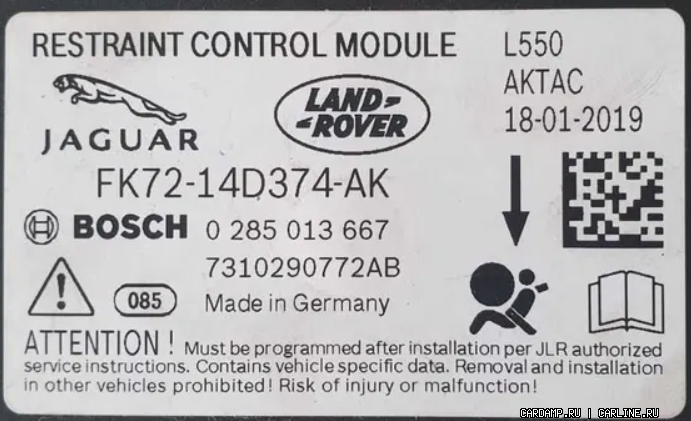 RESTRAINT CONTROL MODULE
L550
AKTAC
18-01-2019
JAGUAR
LAND ROVER
FK72-14D374-AK
BOSCH 0 285 013 667
7310290772AB
085 Made in Germany
ATTENTION ! Must be programmed after installation per JLR authorized
service instructions. Contains vehicle specific data. Removal and installation
in other vehicles prohibited! Risk of injury or malfunction!
CARDAMP.RU | CARLINE.RU